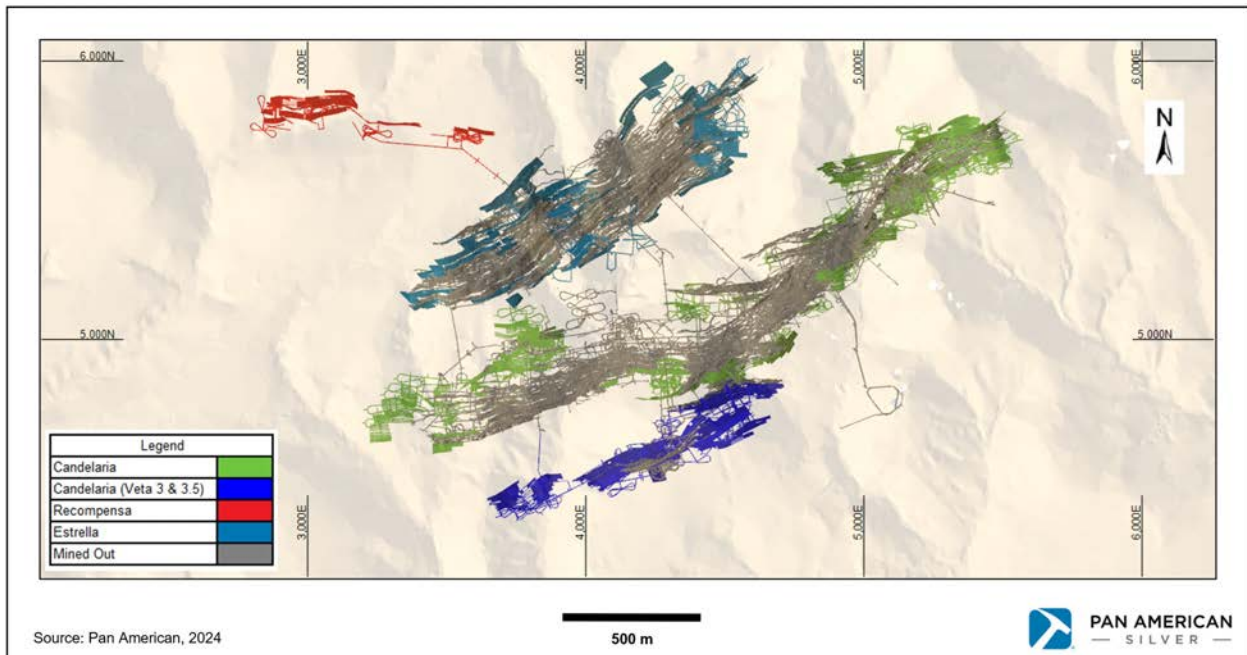 6,000N
3,000E
4,000E
5,000E
6,000E
6,000N
N
5,000N
5,000N
Legend
Candelaria
Candelaria (Veta 3 & 3.5)
Recompensa
Estrella
Mined Out
3,000E
4,000E
5,000E
6,000E
Source: Pan American, 2024
500 m
PAN AMERICAN
SILVER